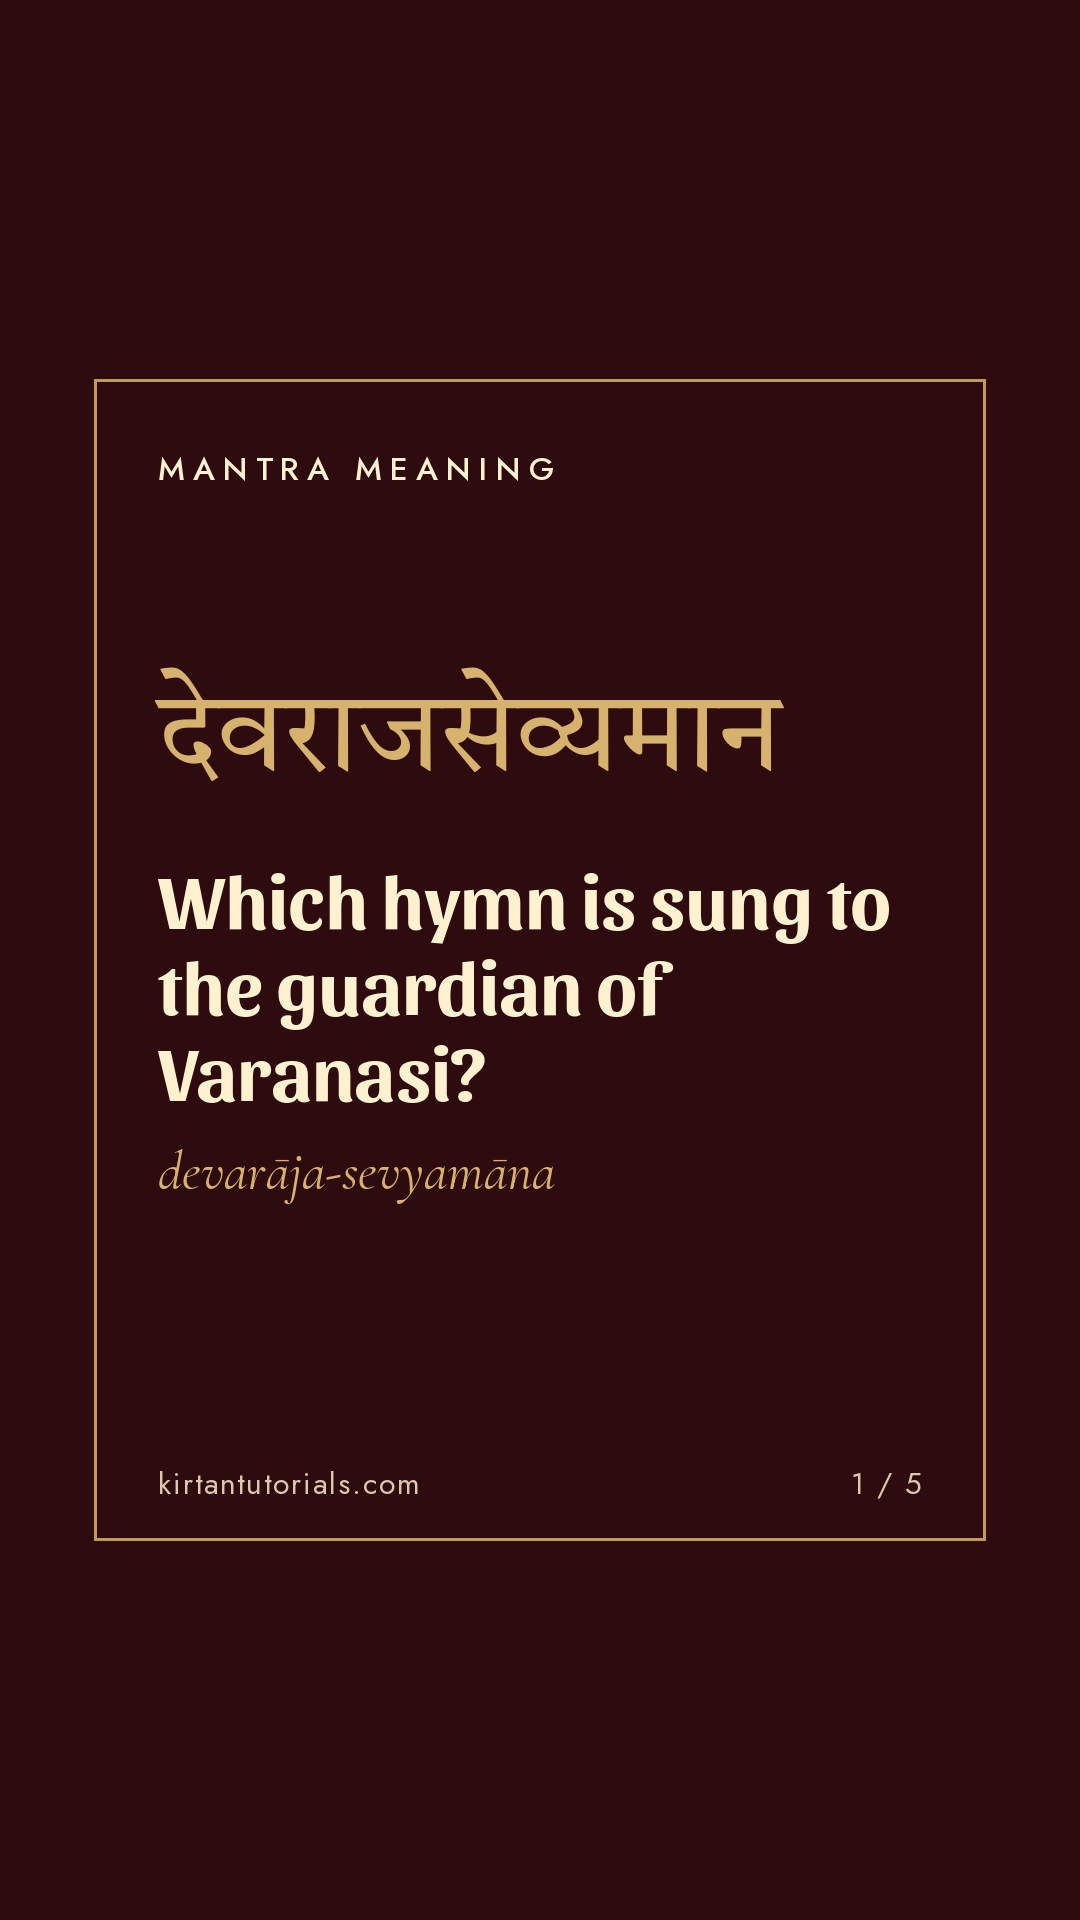 MANTRA MEANING
देवराजसेव्यमान
Which hymn is sung to
the guardian of
Varanasi?
devarāja-sevyamāna
kirtantutorials.com
1 / 5